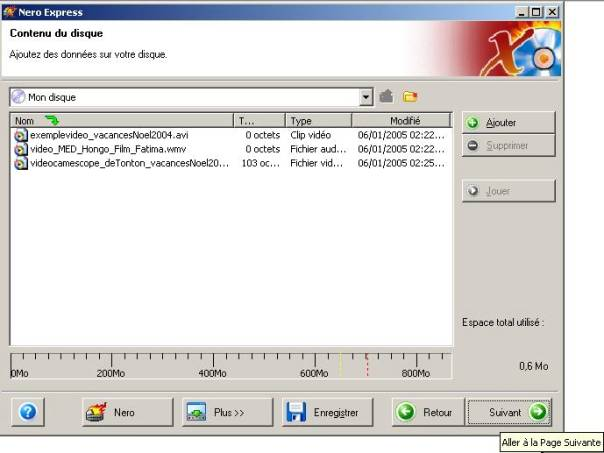 Nero Express
Contenu du disque
Ajoutez des données sur votre disque.
Mon disque
Nom T... Type Modifié
exemplevideo_vacancesNoel2004.avi 0 octets Clip vidéo 06/01/2005 02:22...
video_MED_Hongo_Film_Fatima.wmv 0 octets Fichier aud... 06/01/2005 02:22...
videocamescope_deTonton_vacancesNoel20... 103 oc... Fichier vid... 06/01/2005 02:25...
Ajouter
Supprimer
Jouer
Espace total utilisé :
0,6 Mo
0Mo 200Mo 400Mo 600Mo 800Mo
? Nero Plus >> Enregistrer Retour Suivant
Aller à la Page Suivante